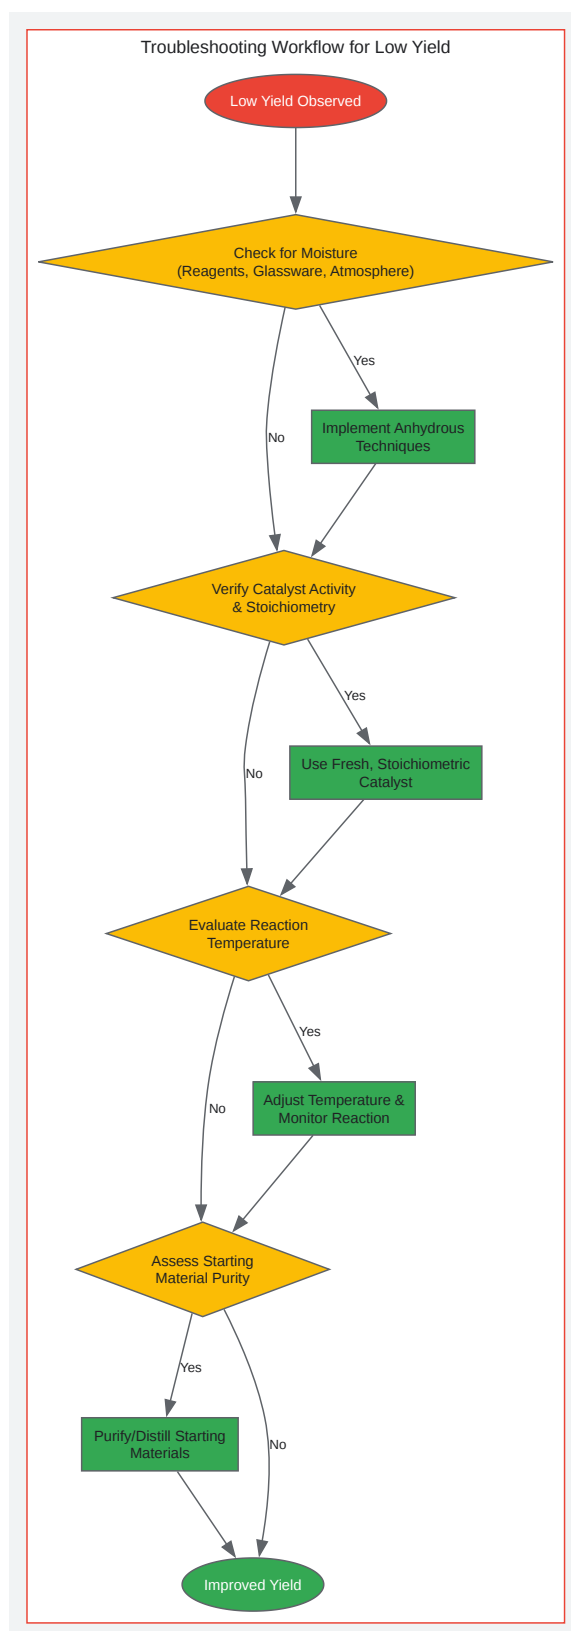 Troubleshooting Workflow for Low Yield
Low Yield Observed
Check for Moisture
(Reagents, Glassware, Atmosphere)
Yes
Implement Anhydrous
Techniques
No
Verify Catalyst Activity
& Stoichiometry
Yes
Use Fresh, Stoichiometric
Catalyst
No
Evaluate Reaction
Temperature
Yes
Adjust Temperature &
Monitor Reaction
No
Assess Starting
Material Purity
Yes
Purify/Distill Starting
Materials
No
Improved Yield